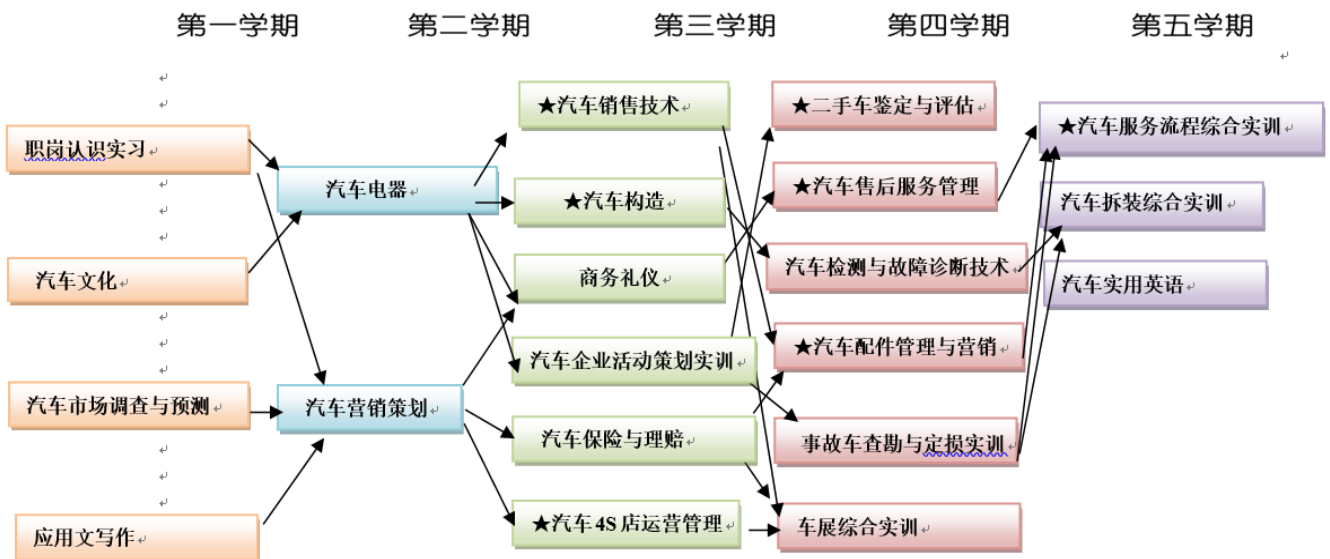 第一学期
第二学期
第三学期
第四学期
第五学期
职岗认识实习
汽车文化
汽车市场调查与预测
应用文写作
汽车电器
汽车营销策划
★汽车销售技术
★汽车构造
商务礼仪
汽车企业活动策划实训
汽车保险与理赔
★汽车4S店运营管理
★二手车鉴定与评估
★汽车售后服务管理
汽车检测与故障诊断技术
★汽车配件管理与营销
事故车查勘与定损实训
车展综合实训
★汽车服务流程综合实训
汽车拆装综合实训
汽车实用英语